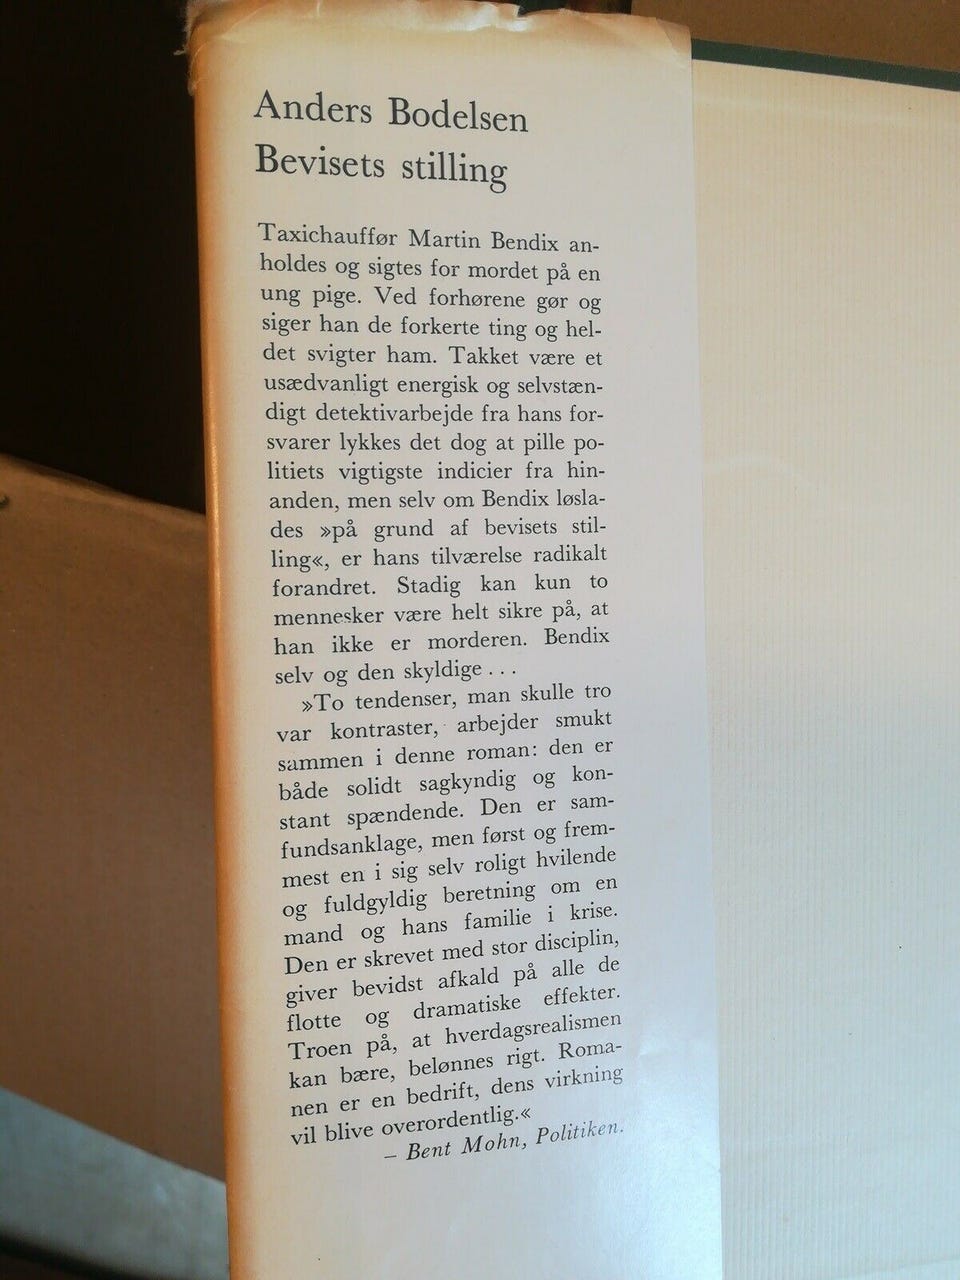 Anders Bodelsen
Bevisets stilling
Taxichauffør Martin Bendix an-
holdes og sigtes for mordet på en
ung pige. Ved forhørene gør og
siger han de forkerte ting og hel-
det svigter ham. Takket være et
usædvanligt energisk og selvstæn-
digt detektivarbejde fra hans for-
svarer lykkes det dog at pille po-
litiets vigtigste indicier fra hin-
anden, men selv om Bendix løsla-
des »på grund af bevisets stil-
ling«, er hans tilværelse radikalt
forandret. Stadig kan kun to
mennesker være helt sikre på, at
han ikke er morderen. Bendix
selv og den skyldige . . .
»To tendenser, man skulle tro
var kontraster, arbejder smukt
sammen i denne roman: den er
både solidt sagkyndig og kon-
stant spændende. Den er sam-
fundsanklage, men først og frem-
mest en i sig selv roligt hvilende
og fuldgyldig beretning om en
mand og hans familie i krise.
Den er skrevet med stor disciplin,
giver bevidst afkald på alle de
flotte og dramatiske effekter.
Troen på, at hverdagsrealismen
kan bære, belønnes rigt. Roma-
nen er en bedrift, dens virkning
vil blive overordentlig.«
– Bent Mohn, Politiken.